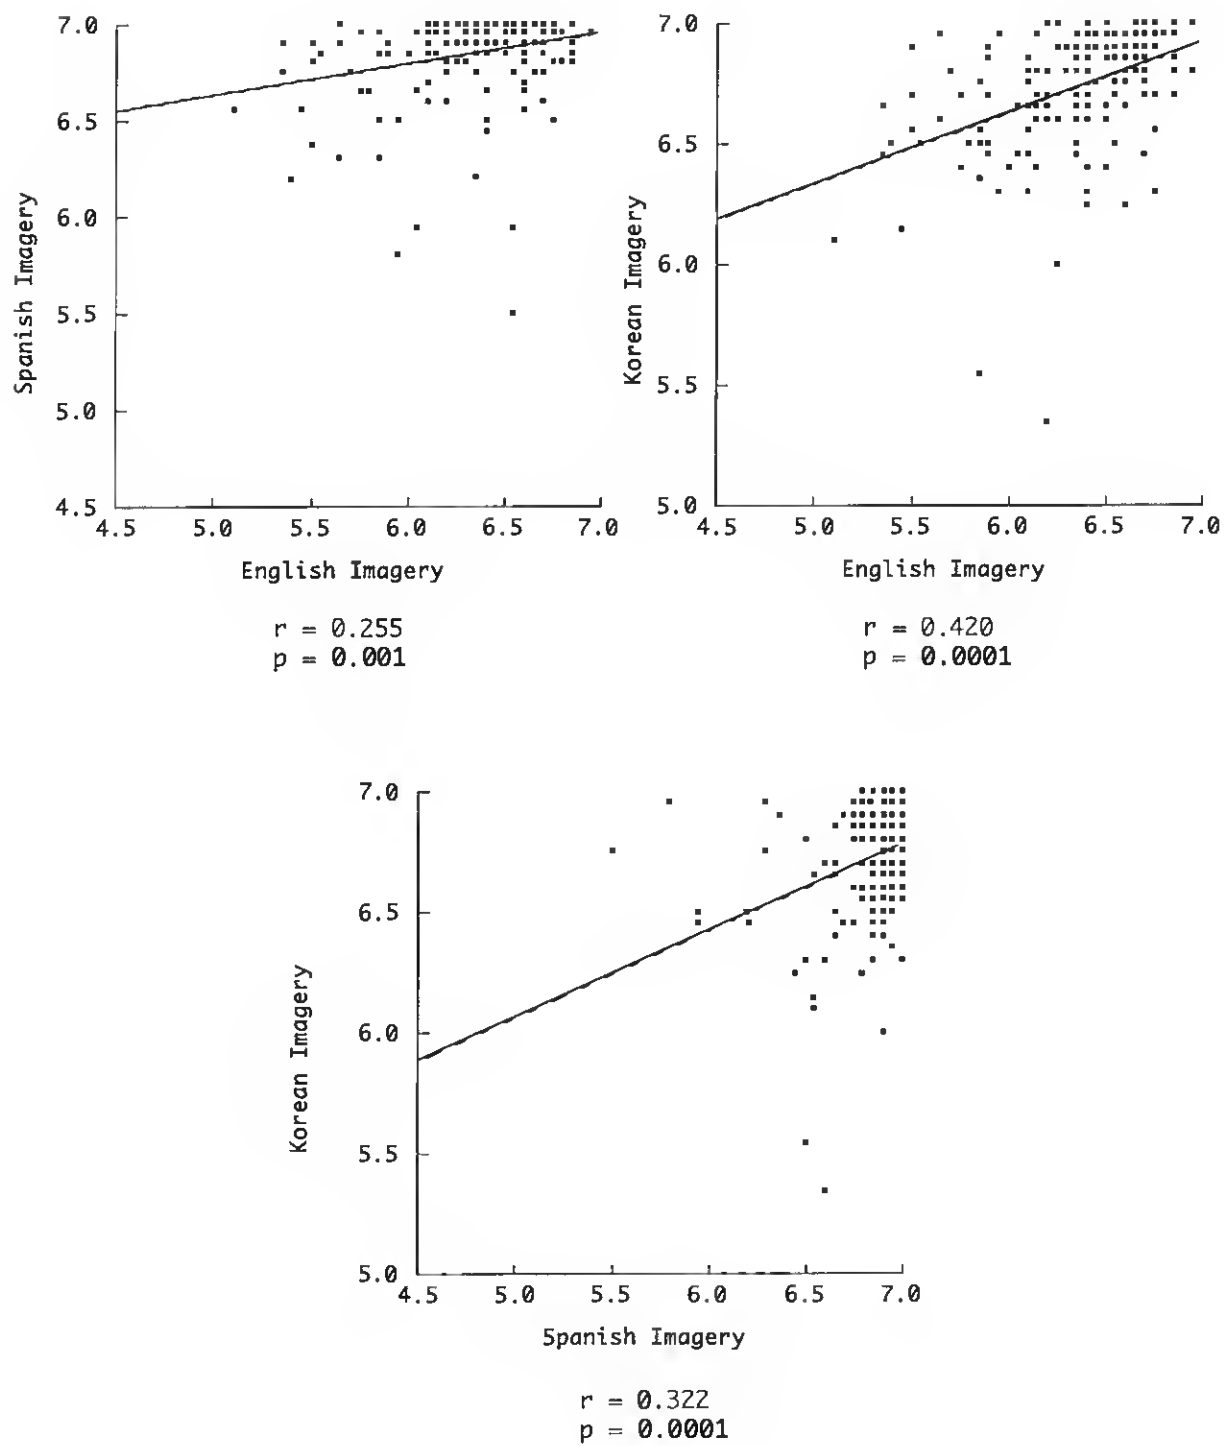 7.0
6.5
6.0
5.5
5.0
4.5
Spanish Imagery
4.5 5.0 5.5 6.0 6.5 7.0
English Imagery
r = 0.255
p = 0.001
7.0
6.5
6.0
5.5
5.0
Korean Imagery
4.5 5.0 5.5 6.0 6.5 7.0
English Imagery
r = 0.420
p = 0.0001
7.0
6.5
6.0
5.5
5.0
Korean Imagery
4.5 5.0 5.5 6.0 6.5 7.0
Spanish Imagery
r = 0.322
p = 0.0001